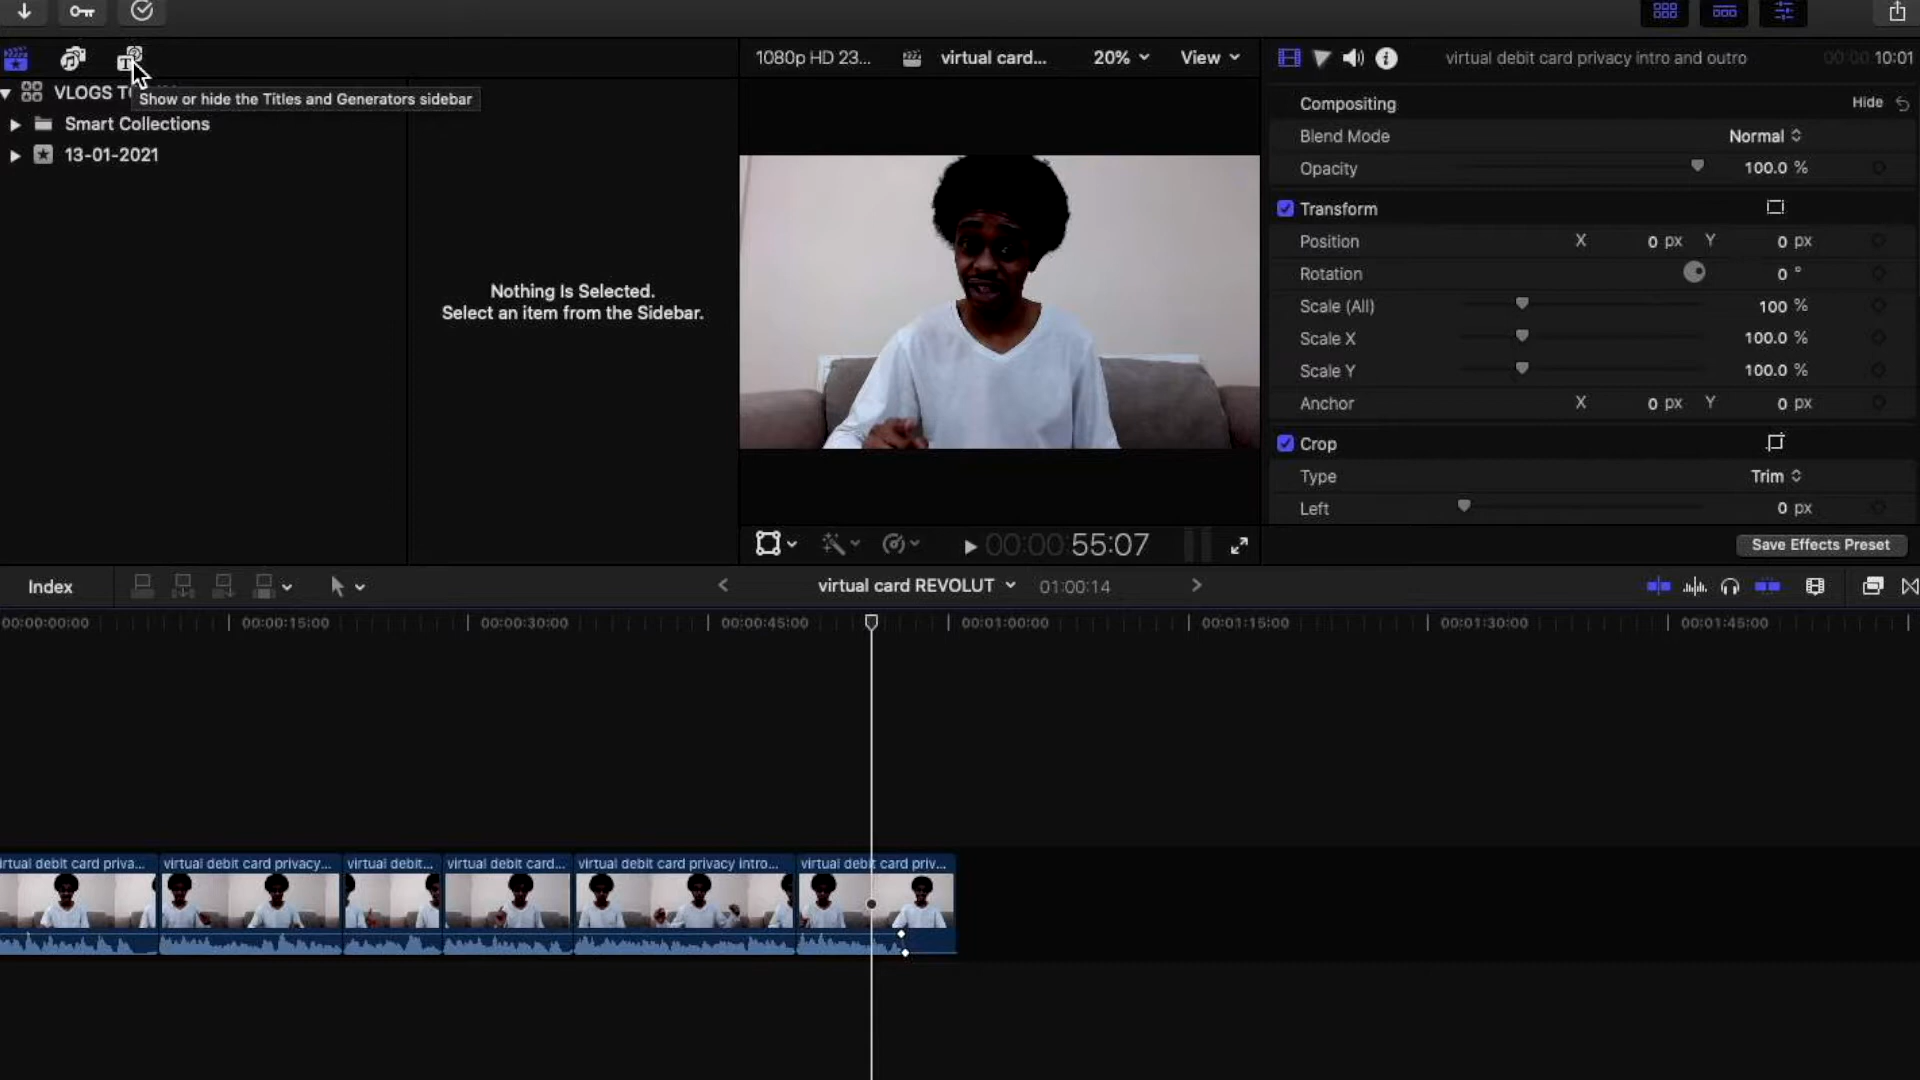 1080p HD 23...
virtual card...
20%
View
virtual debit card privacy intro and outro
00:00:10:01
VLOGS TO
Show or hide the Titles and Generators sidebar
Smart Collections
13-01-2021
Nothing Is Selected.
Select an item from the Sidebar.
Compositing
Hide
Blend Mode
Normal
Opacity
100.0 %
Transform
Position
X 0 px Y 0 px
Rotation
0 °
Scale (All)
100 %
Scale X
100.0 %
Scale Y
100.0 %
Anchor
X 0 px Y 0 px
Crop
Type
Trim
Left
0 px
00:00:55:07
Save Effects Preset
Index
virtual card REVOLUT
01:00:14
00:00:00:00 00:00:15:00 00:00:30:00 00:00:45:00 00:01:00:00 00:01:15:00 00:01:30:00 00:01:45:00
irtual debit card priva... virtual debit card privacy... virtual debit... virtual debit card... virtual debit card privacy intro... virtual debit card priv...